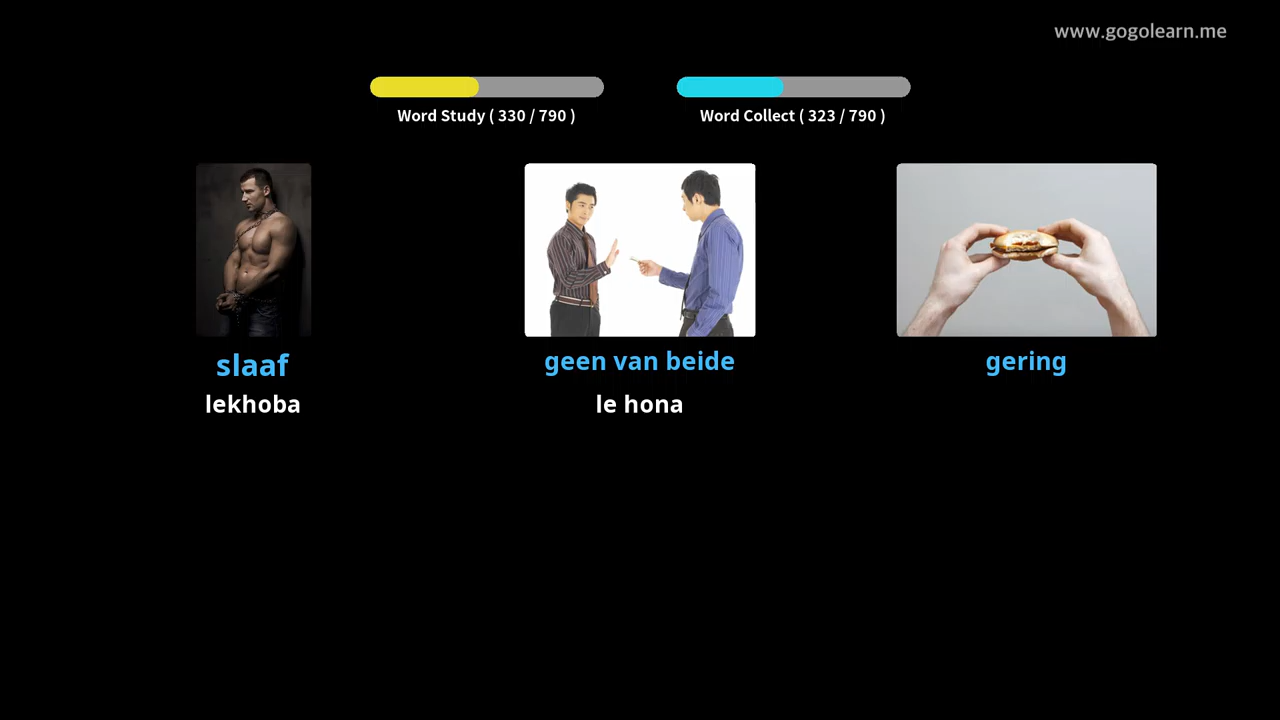 www.gogolearn.me
Word Study ( 330 / 790 )
Word Collect ( 323 / 790 )
slaaf
geen van beide
gering
lekhoba
le hona